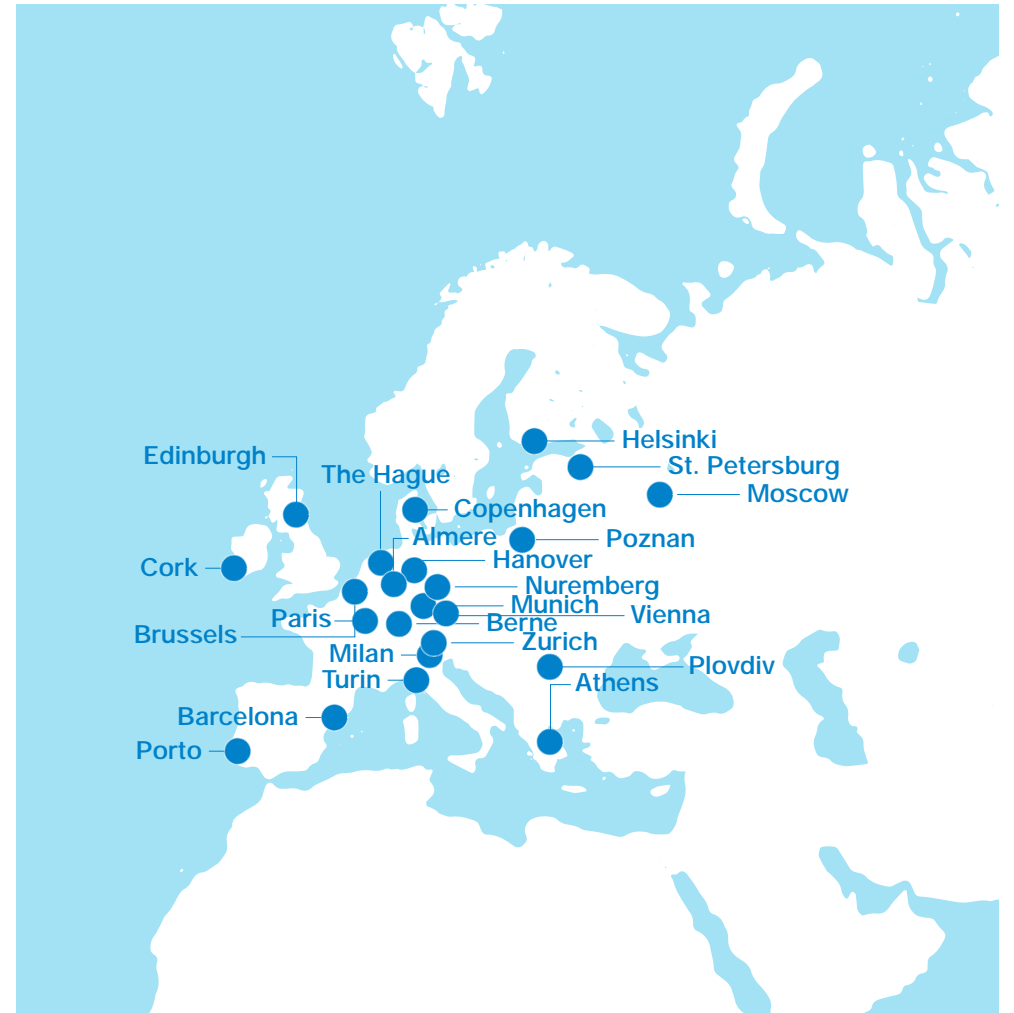 Helsinki
Edinburgh
St. Petersburg
The Hague
Moscow
Copenhagen
Almere
Poznan
Hanover
Cork
Nuremberg
Munich
Vienna
Paris
Berne
Brussels
Zurich
Milan
Plovdiv
Turin
Athens
Barcelona
Porto